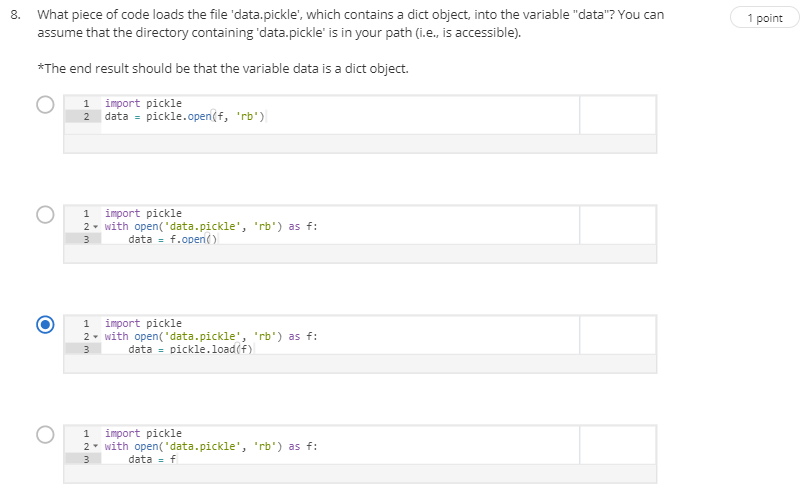 8. What piece of code loads the file 'data.pickle', which contains a dict object, into the variable "data"? You can
1 point
assume that the directory containing 'data.pickle' is in your path (i.e., is accessible).
*The end result should be that the variable data is a dict object.
1 import pickle
2 data = pickle.open(f, 'rb')
1 import pickle
2 with open('data.pickle', 'rb') as f:
3 data = f.open()
1 import pickle
2 with open('data.pickle', 'rb') as f:
3 data = pickle.load(f)
1 import pickle
2 with open('data.pickle', 'rb') as f:
3 data = f